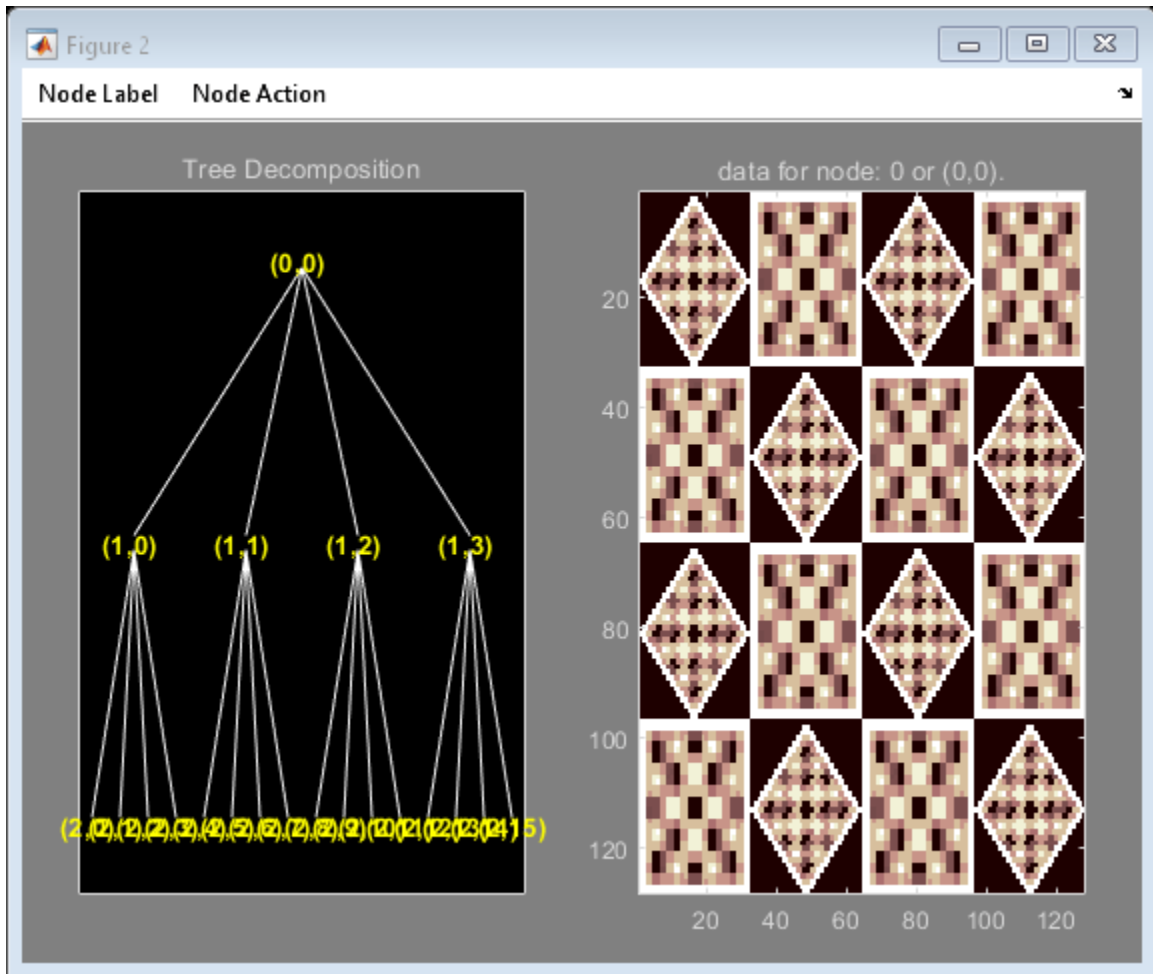 Figure 2
Node Label Node Action
Tree Decomposition
(0,0)
(1,0) (1,1) (1,2) (1,3)
data for node: 0 or (0,0).
20
40
60
80
100
120
20 40 60 80 100 120